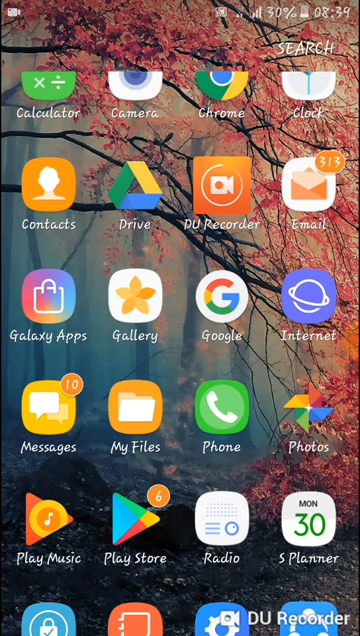 30% 08:39
SEARCH
Calculator Camera Chrome Clock
313
Contacts Drive DU Recorder Email
Galaxy Apps Gallery Google Internet
10
Messages My Files Phone Photos
6
MON
30
Play Music Play Store Radio S Planner
DU Recorder